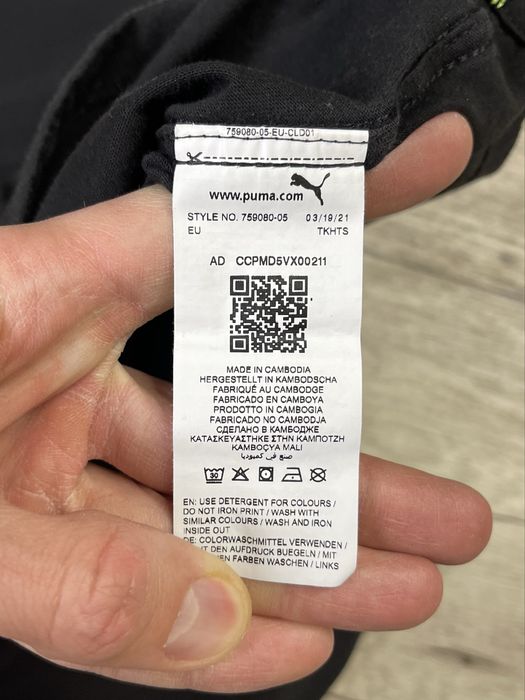 759080-05-EU-CLD01
www.puma.com
STYLE NO. 759080-05 03/19/21
EU TKHTS
AD CCPMD5VX00211
MADE IN CAMBODIA
HERGESTELLT IN KAMBODSCHA
FABRIQUÉ AU CAMBODGE
FABRICADO EN CAMBOYA
PRODOTTO IN CAMBOGIA
FABRICADO NO CAMBODJA
СДЕЛАНО В КАМБОДЖЕ
ΚΑΤΑΣΚΕΥΑΣΤΗΚΕ ΣΤΗΝ ΚΑΜΠΟΤΖΗ
KAMBOÇYA MALI
صنع في كمبوديا
30
EN: USE DETERGENT FOR COLOURS /
DO NOT IRON PRINT / WASH WITH
SIMILAR COLOURS / WASH AND IRON
INSIDE OUT
DE: COLORWASCHMITTEL VERWENDEN /
DEN AUFDRUCK BUEGELN / MIT
FARBEN WASCHEN / LINKS